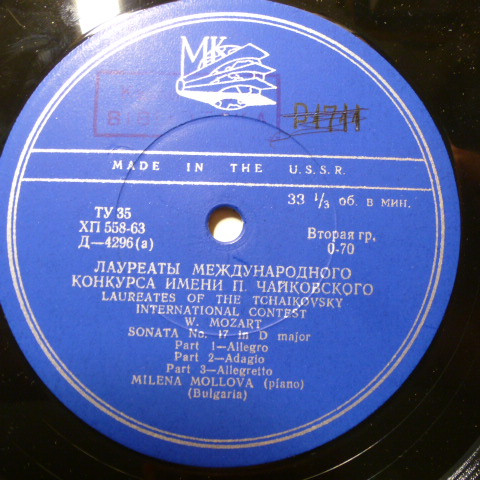 МК
Р1711
MADE IN THE U.S.S.R.
33 1/3 об. в мин.
ТУ 35
ХП 558-63
Д—4296(а)
Вторая гр.
0-70
ЛАУРЕАТЫ МЕЖДУНАРОДНОГО
КОНКУРСА ИМЕНИ П. ЧАЙКОВСКОГО
LAUREATES OF THE TCHAIKOVSKY
INTERNATIONAL CONTEST
W. MOZART
SONATA No. 17 in D major
Part 1—Allegro
Part 2—Adagio
Part 3—Allegretto
MILENA MOLLOVA (piano)
(Bulgaria)